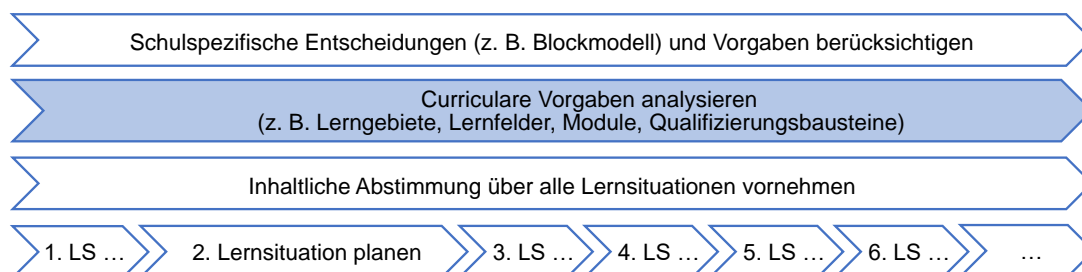 Schulspezifische Entscheidungen (z. B. Blockmodell) und Vorgaben berücksichtigen
Curriculare Vorgaben analysieren
(z. B. Lerngebiete, Lernfelder, Module, Qualifizierungsbausteine)
Inhaltliche Abstimmung über alle Lernsituationen vornehmen
1. LS … 2. Lernsituation planen 3. LS … 4. LS … 5. LS … 6. LS … …